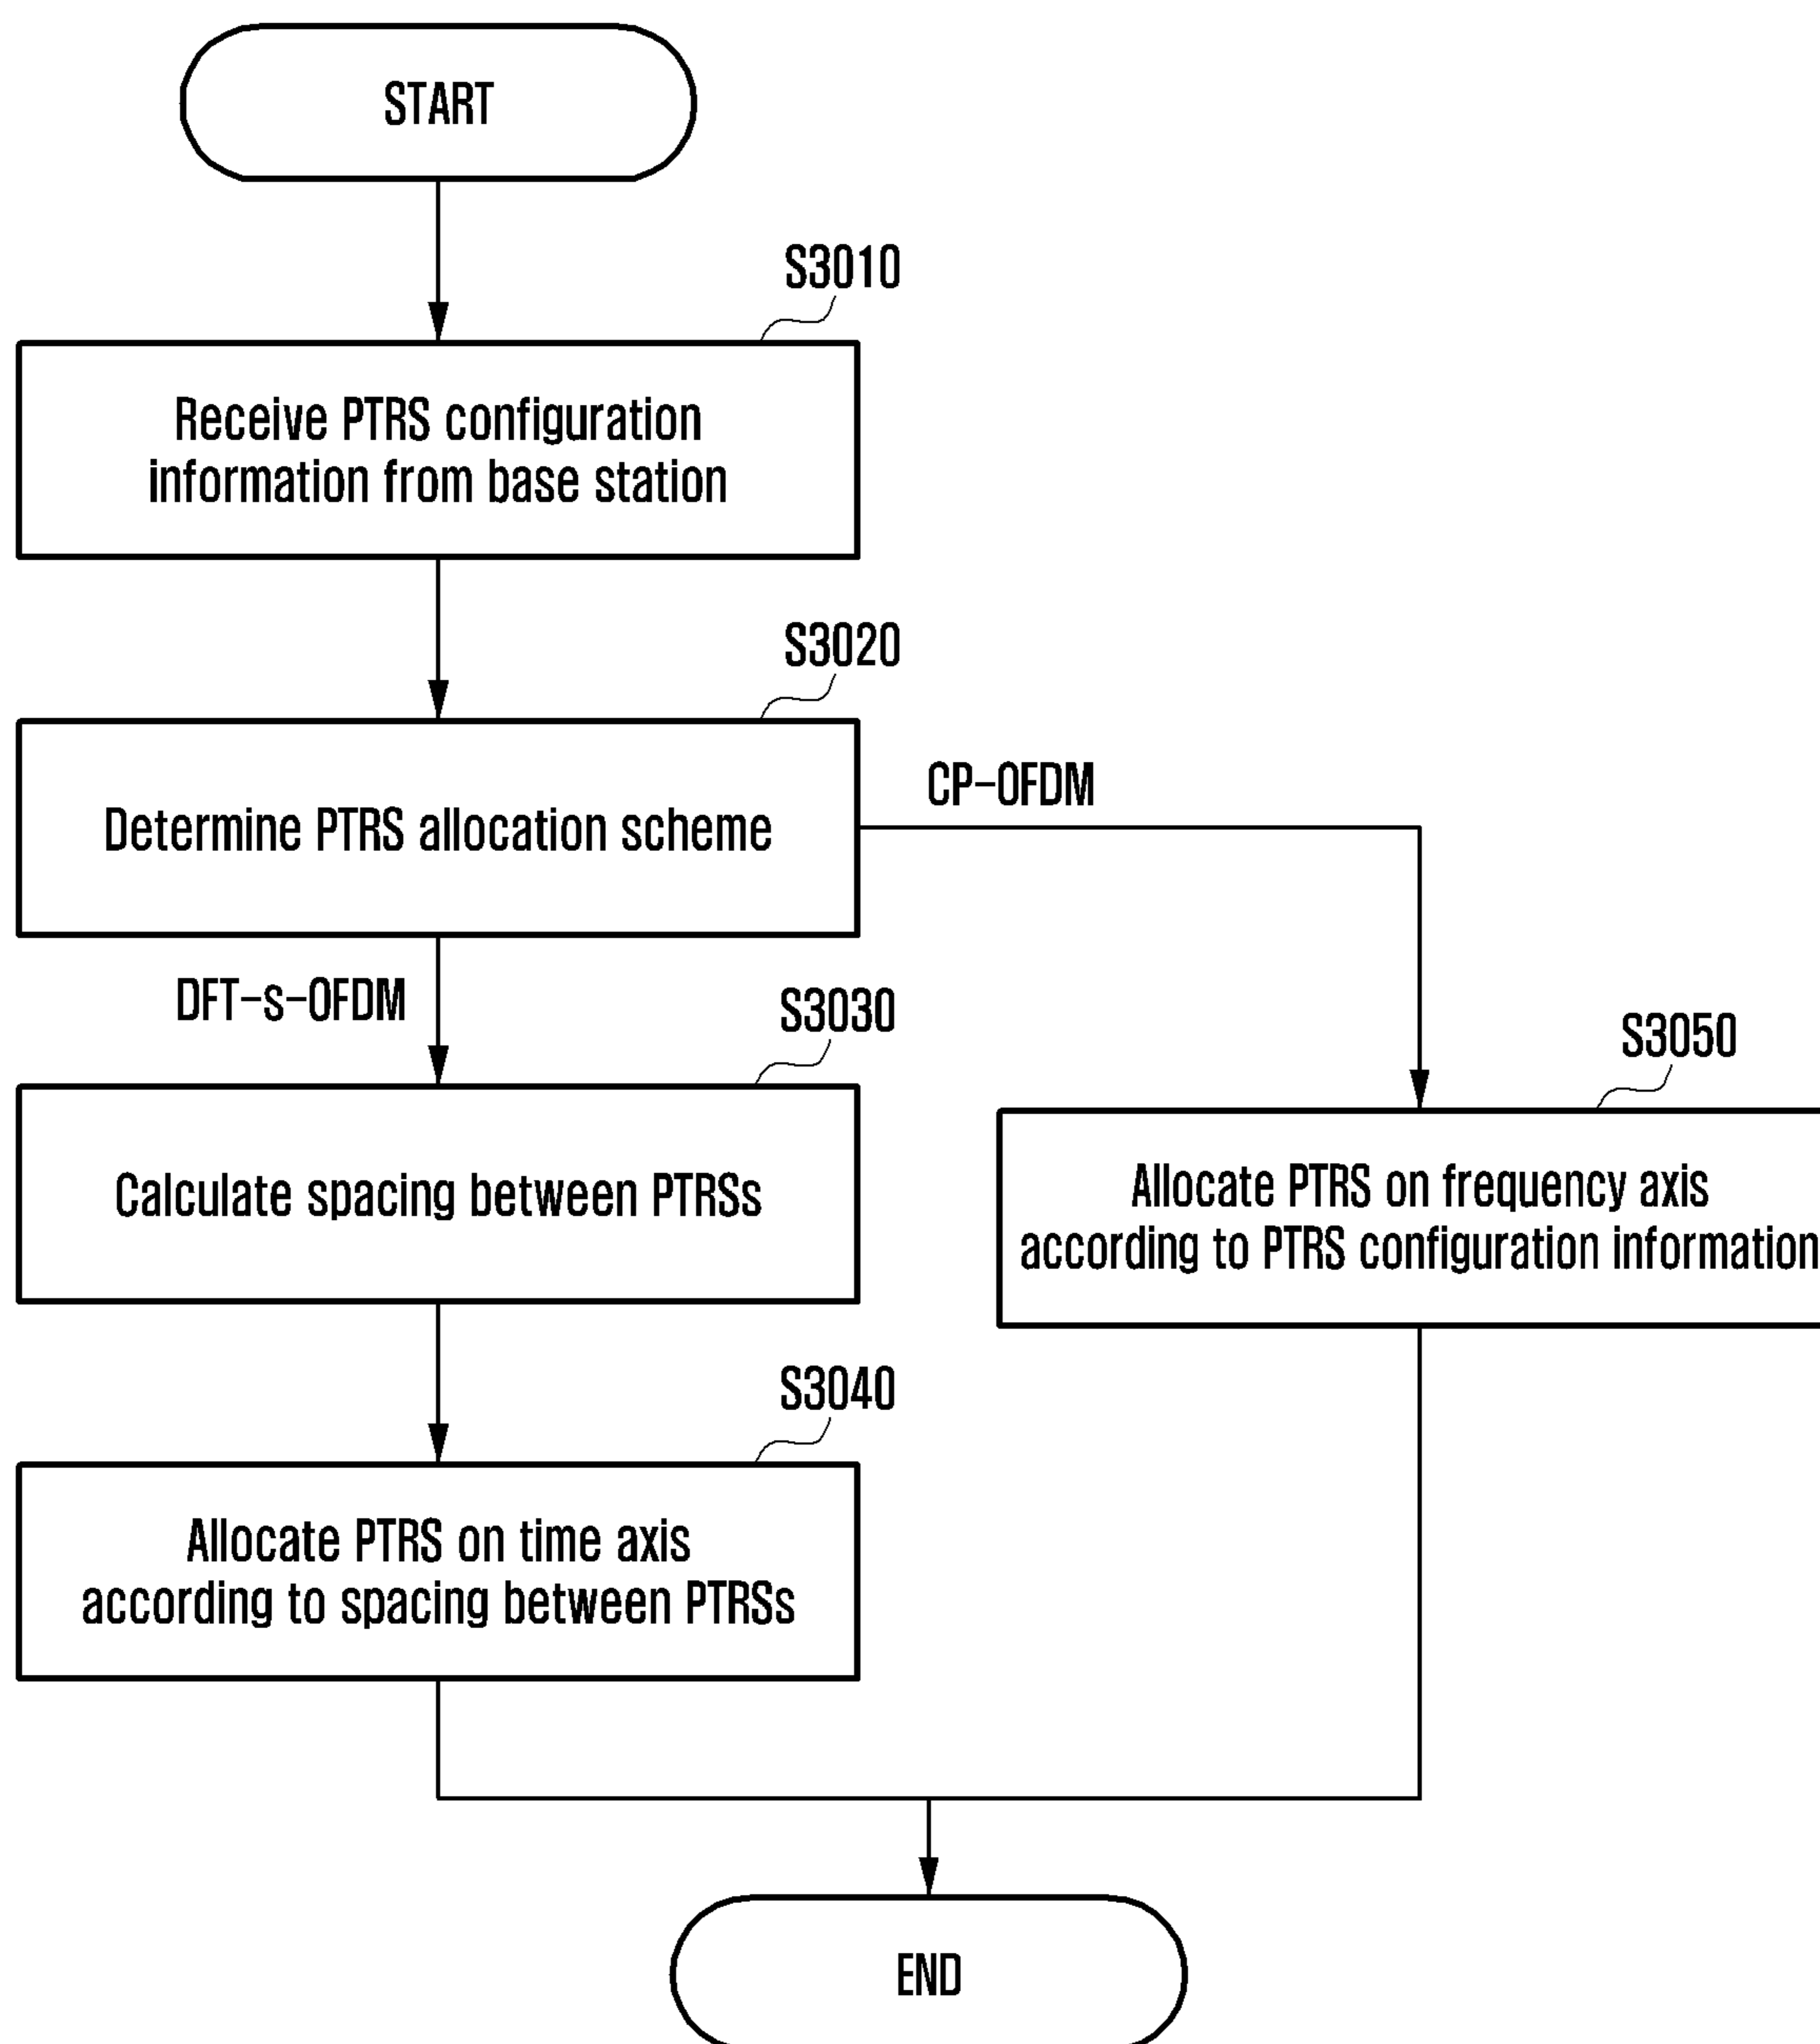 START
S3010
Receive PTRS configuration
information from base station
S3020
Determine PTRS allocation scheme
CP-OFDM
DFT-s-OFDM
S3030
Calculate spacing between PTRSs
S3050
Allocate PTRS on frequency axis
according to PTRS configuration information
S3040
Allocate PTRS on time axis
according to spacing between PTRSs
END